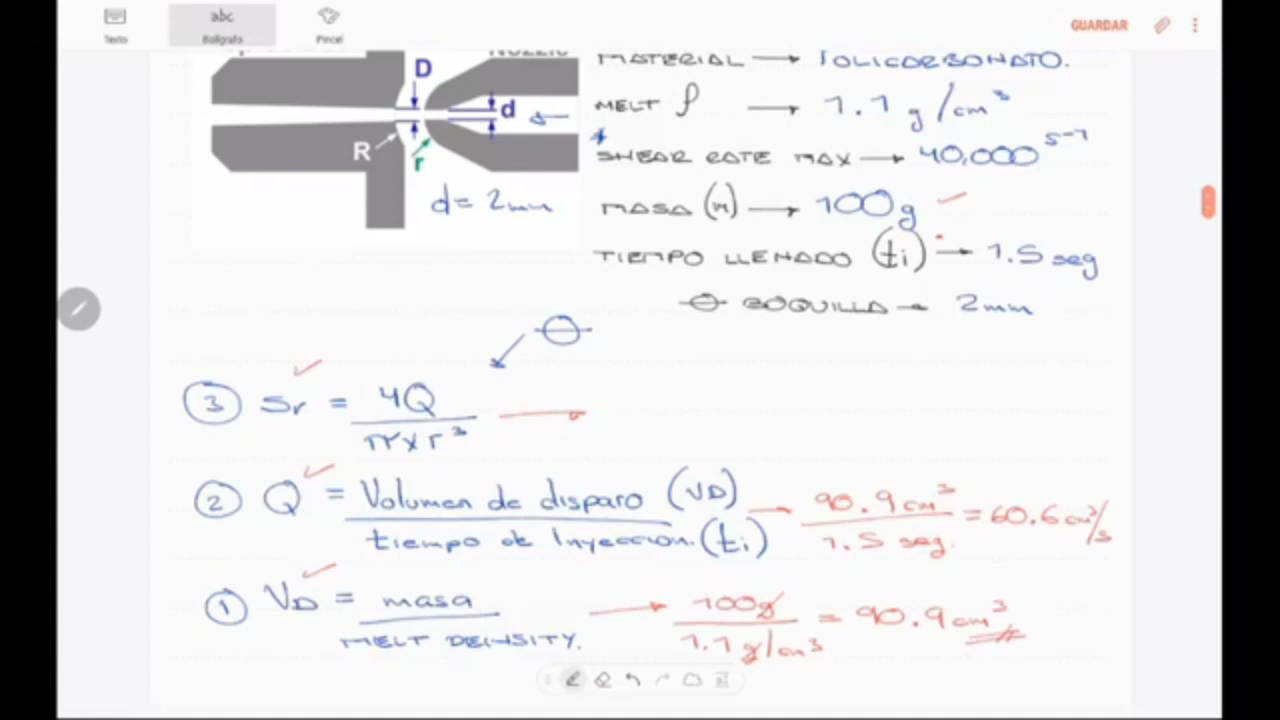 abc
GUARDAR
Texto
Bolígrafo
Pincel
D
d
R
r
d = 2mm
MATERIAL → POLICARBONATO.
MELT ρ → 1.1 g/cm³
SHEAR RATE MAX → 40,000 s⁻¹
MASA (m) → 100g ✓
TIEMPO LLENADO (ti) → 1.5 seg
⌀ BOQUILLA → 2mm
⌀
③ Sr = 4Q / π x r³ →
② Q = Volumen de disparo (VD) / tiempo de Inyeccion. (ti) → 90.9 cm³ / 1.5 seg. = 60.6 cm³/s
① VD = masa / MELT DENSITY. → 100g / 1.1 g/cm³ = 90.9 cm³